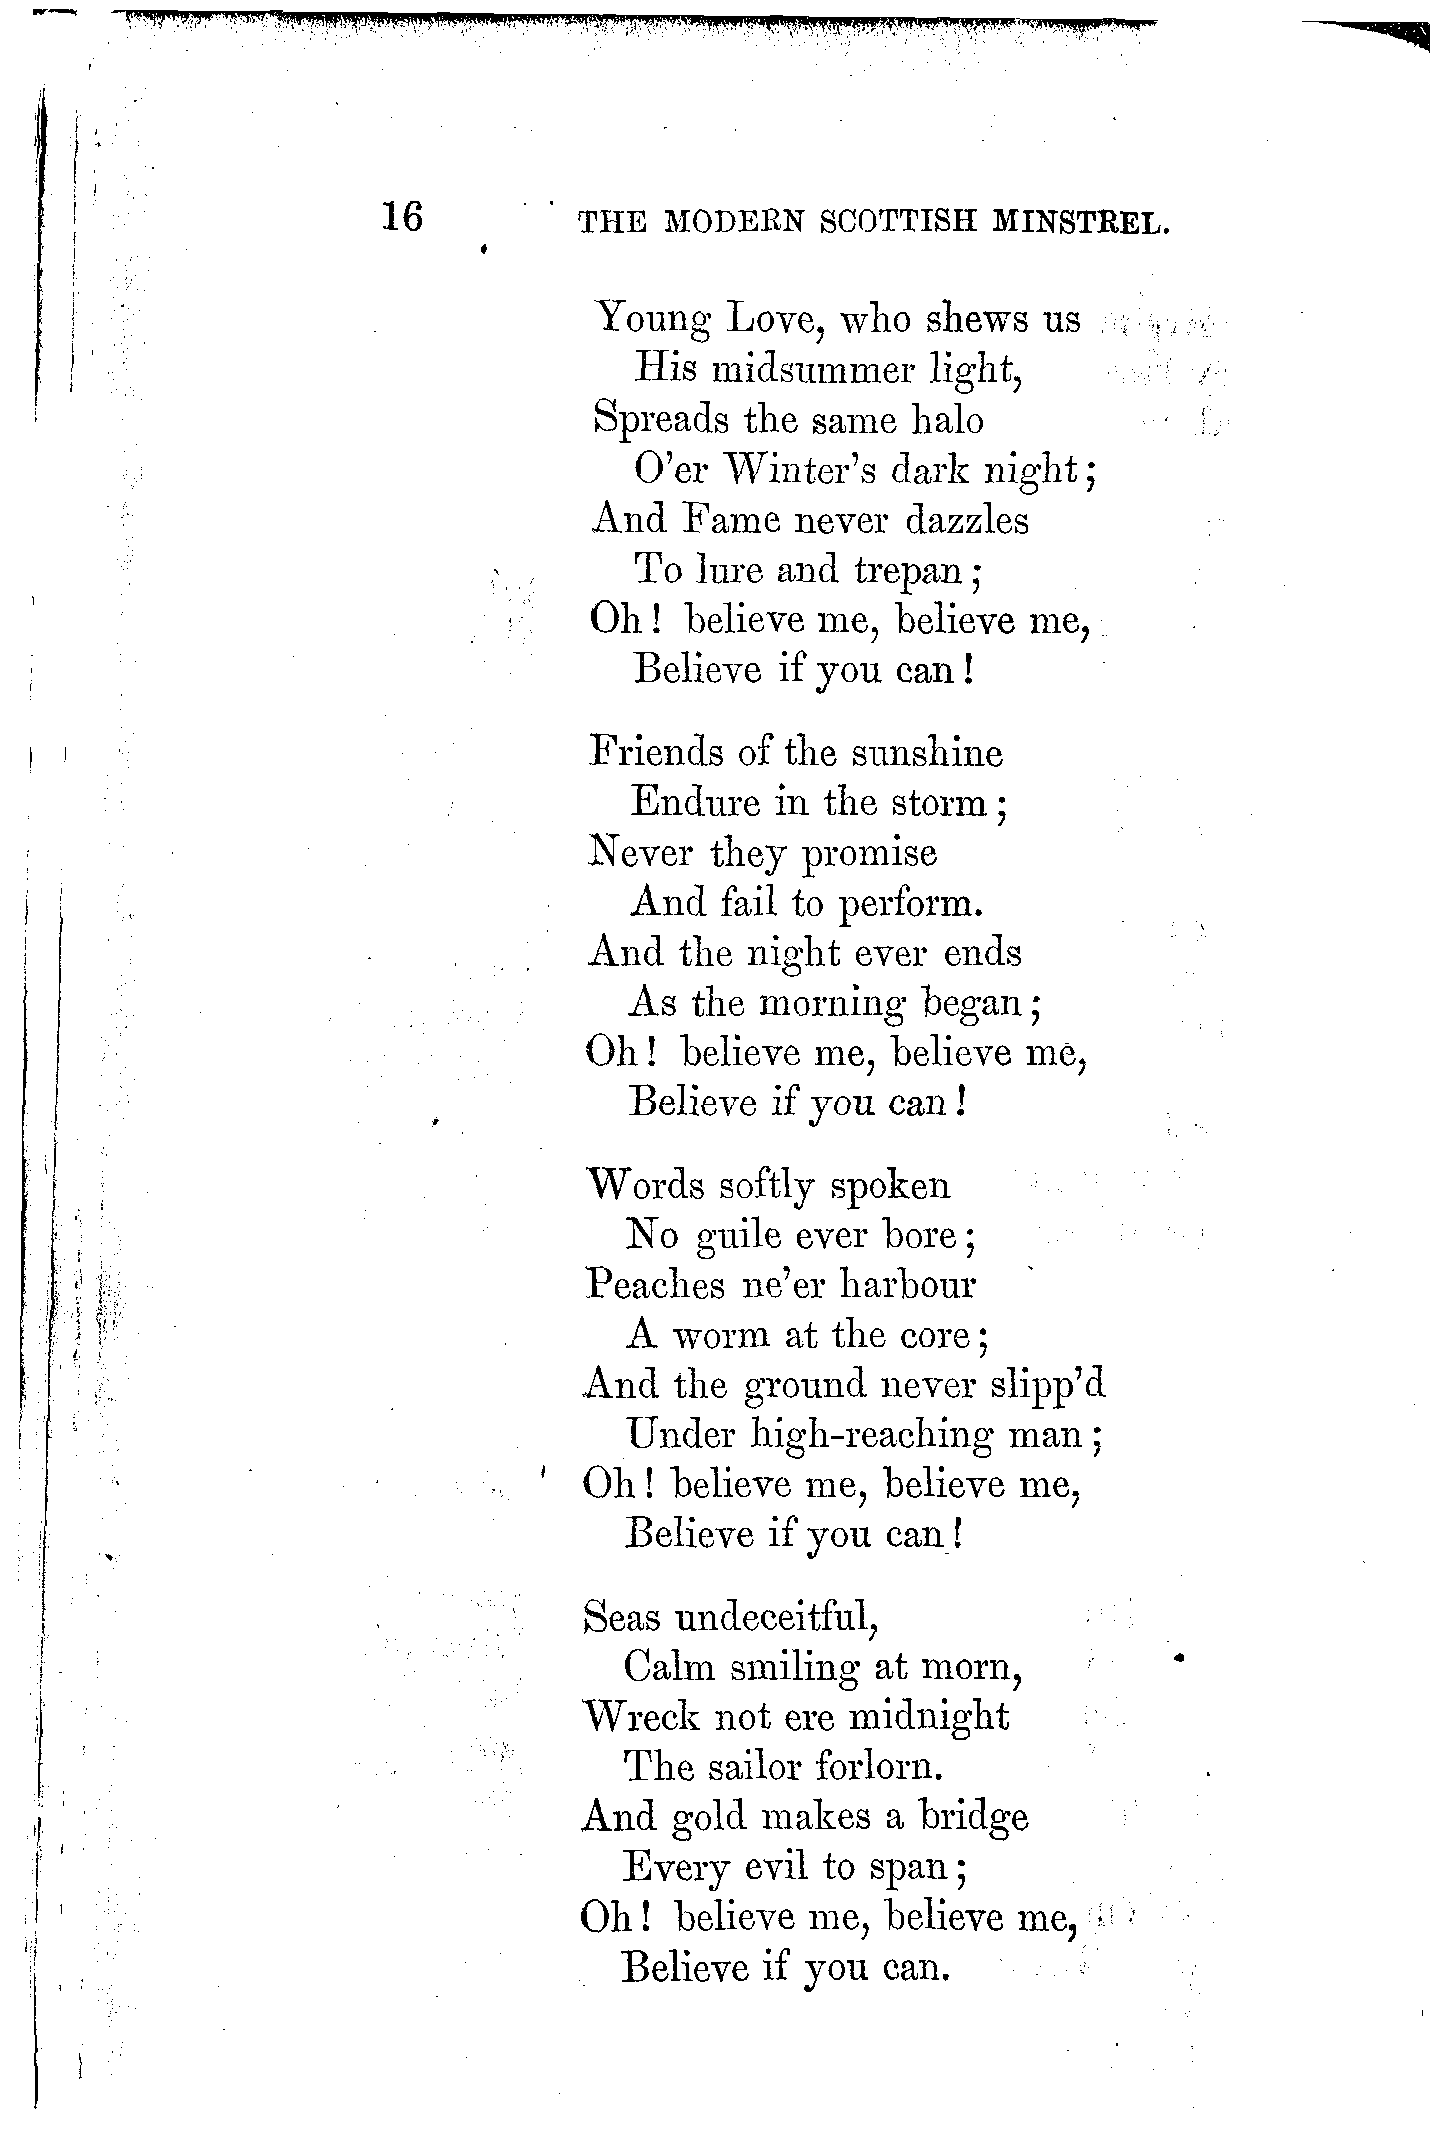 16 THE MODERN SCOTTISH MINSTREL.
Young Love, who shews us
His midsummer light,
Spreads the same halo
O'er Winter's dark night;
And Fame never dazzles
To lure and trepan;
Oh! believe me, believe me,
Believe if you can!
Friends of the sunshine
Endure in the storm;
Never they promise
And fail to perform.
And the night ever ends
As the morning began;
Oh! believe me, believe me,
Believe if you can!
Words softly spoken
No guile ever bore;
Peaches ne'er harbour
A worm at the core;
And the ground never slipp'd
Under high-reaching man;
Oh! believe me, believe me,
Believe if you can!
Seas undeceitful,
Calm smiling at morn,
Wreck not ere midnight
The sailor forlorn.
And gold makes a bridge
Every evil to span;
Oh! believe me, believe me,
Believe if you can.